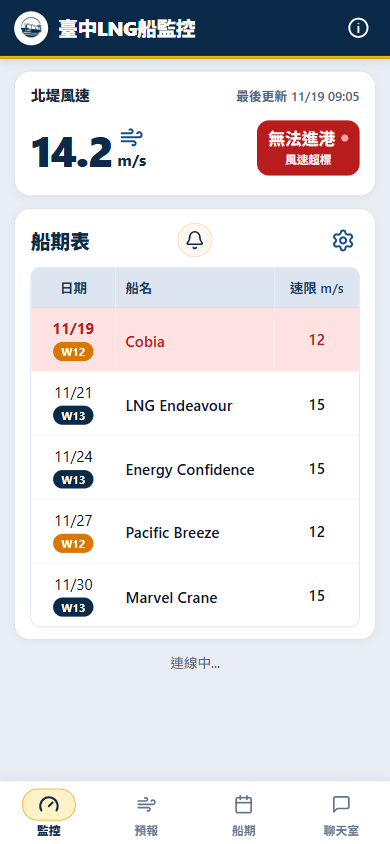 臺中LNG船監控
北堤風速
最後更新 11/19 09:05
14.2 m/s
無法進港
風速超標
船期表
日期 船名 速限 m/s
11/19
W12
Cobia 12
11/21
W13
LNG Endeavour 15
11/24
W13
Energy Confidence 15
11/27
W12
Pacific Breeze 12
11/30
W13
Marvel Crane 15
連線中...
監控 預報 船期 聊天室